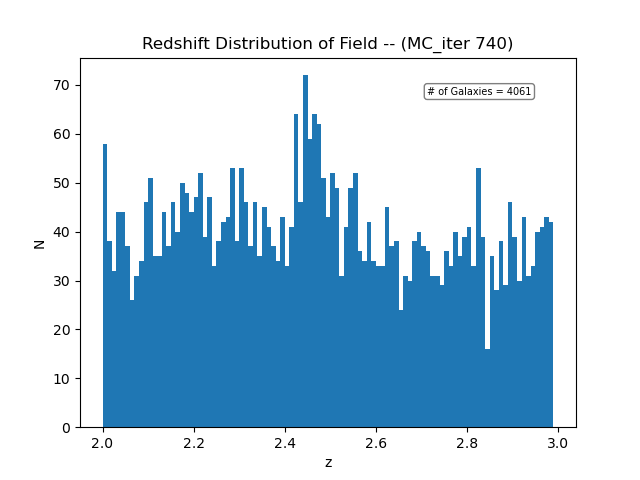 Redshift Distribution of Field -- (MC_iter 740)
# of Galaxies = 4061
70
60
50
40
30
20
10
0
N
2.0 2.2 2.4 2.6 2.8 3.0
z